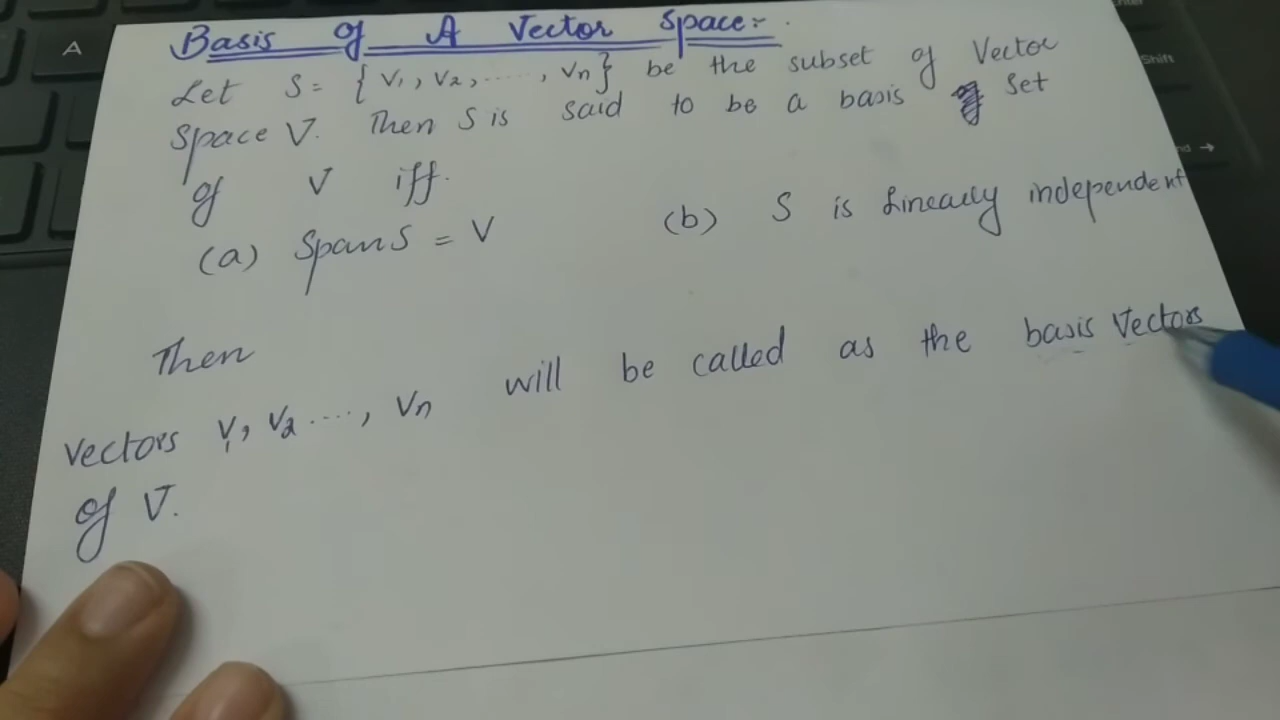 Basis of A Vector Space:-
Let S = { V1, V2, ....., Vn} be the subset of Vector
Space V. Then S is said to be a basis Set
of V iff.
(a) Span S = V (b) S is Linearly independent
Then
Vectors V1, V2 ...., Vn will be called as the basis Vectors
of V.
A
Shift